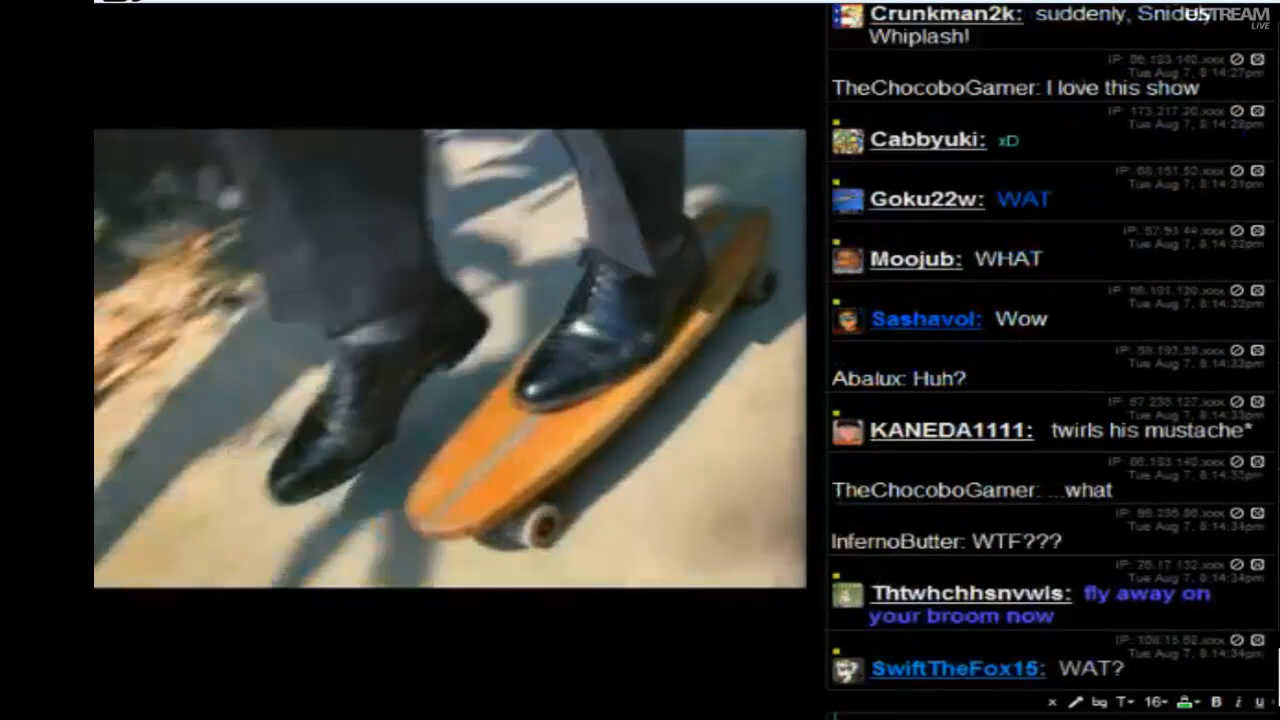 Crunkman2k: suddenly, Snidely
USTREAM
LIVE
Whiplash!
Tue Aug 7, 8:14:27pm
TheChocoboGamer: I love this show
Tue Aug 7, 8:14:28pm
Cabbyuki: xD
Tue Aug 7, 8:14:31pm
Goku22w: WAT
Tue Aug 7, 8:14:32pm
Moojub: WHAT
Tue Aug 7, 8:14:32pm
Sashavol: Wow
Tue Aug 7, 8:14:32pm
Abalux: Huh?
Tue Aug 7, 8:14:33pm
KANEDA1111: twirls his mustache*
Tue Aug 7, 8:14:33pm
TheChocoboGamer: ...what
Tue Aug 7, 8:14:34pm
InfernoButter: WTF???
Tue Aug 7, 8:14:34pm
Thtwhchhsnvwls: fly away on
your broom now
Tue Aug 7, 8:14:34pm
SwiftTheFox15: WAT?
T 16 B i u